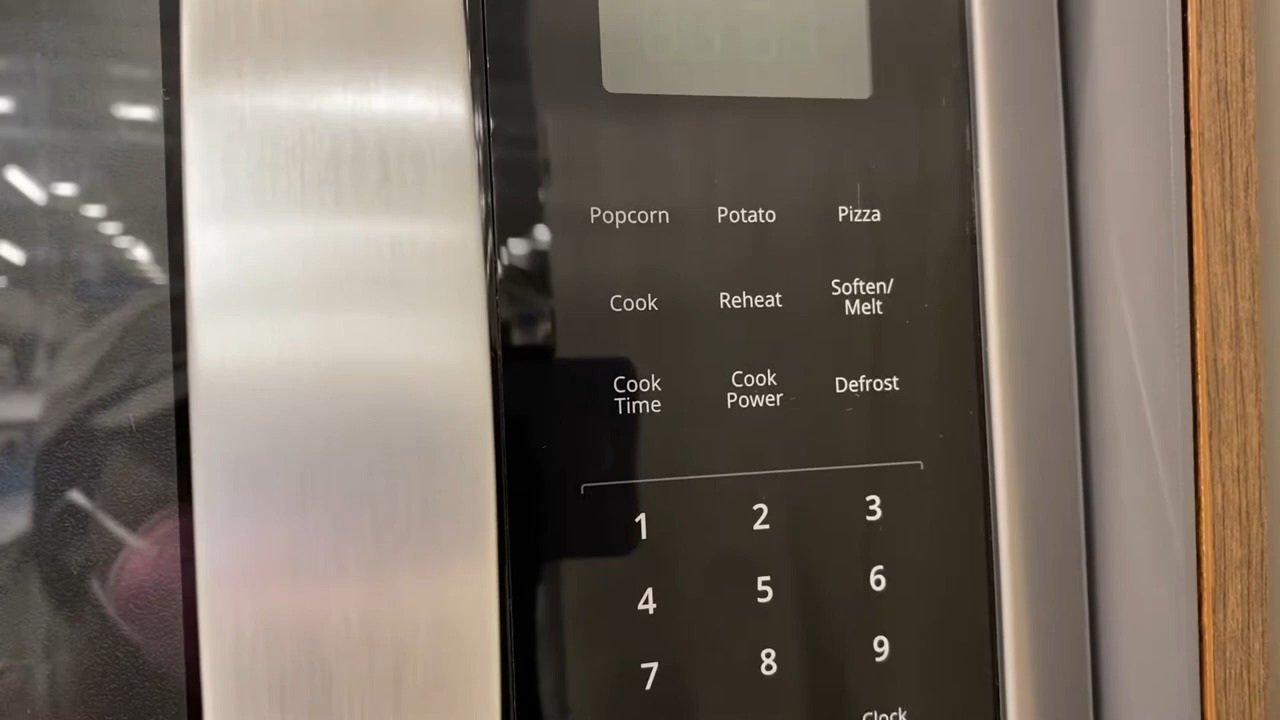 Popcorn Potato Pizza
Cook Reheat Soften/
Melt
Cook Cook Defrost
Time Power
1 2 3
4 5 6
7 8 9
Clock